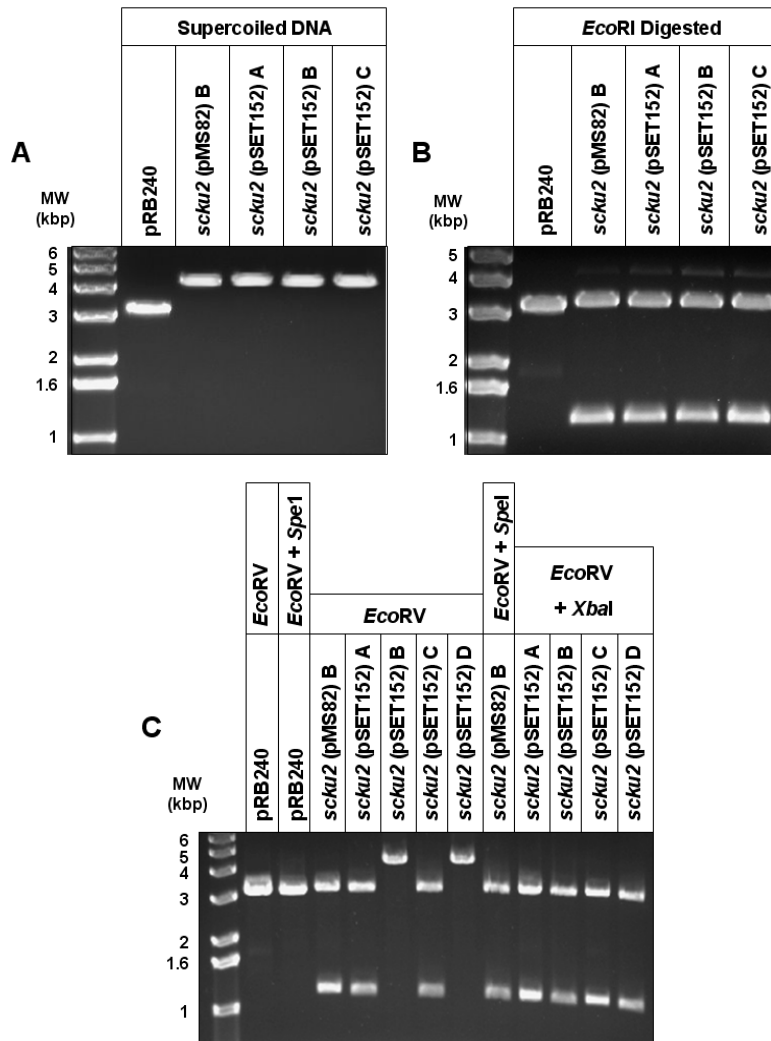 Supercoiled DNA
A
MW
(kbp)
pRB240
scku2 (pMS82) B
scku2 (pSET152) A
scku2 (pSET152) B
scku2 (pSET152) C
6
5
4
3
2
1.6
1
EcoRI Digested
B
MW
(kbp)
pRB240
scku2 (pMS82) B
scku2 (pSET152) A
scku2 (pSET152) B
scku2 (pSET152) C
5
4
3
2
1.6
1
C
MW
(kbp)
EcoRV
EcoRV + Spe1
EcoRV
EcoRV + SpeI
EcoRV
+ XbaI
pRB240
pRB240
scku2 (pMS82) B
scku2 (pSET152) A
scku2 (pSET152) B
scku2 (pSET152) C
scku2 (pSET152) D
scku2 (pMS82) B
scku2 (pSET152) A
scku2 (pSET152) B
scku2 (pSET152) C
scku2 (pSET152) D
6
5
4
3
2
1.6
1